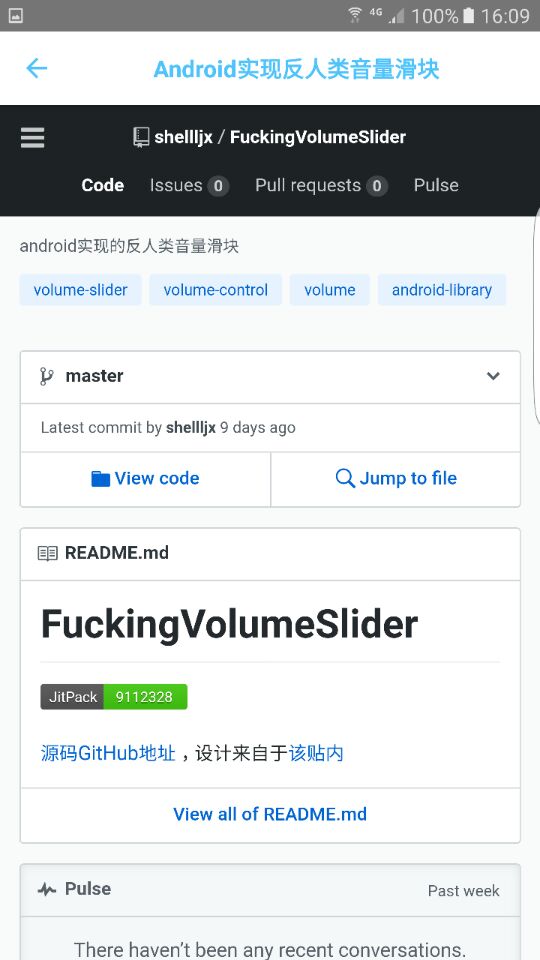 4G 100% 16:09
Android实现反人类音量滑块
shellljx / FuckingVolumeSlider
Code Issues 0 Pull requests 0 Pulse
android实现的反人类音量滑块
volume-slider volume-control volume android-library
master
Latest commit by shellljx 9 days ago
View code Jump to file
README.md
FuckingVolumeSlider
JitPack 9112328
源码GitHub地址，设计来自于该贴内
View all of README.md
Pulse Past week
There haven’t been any recent conversations.